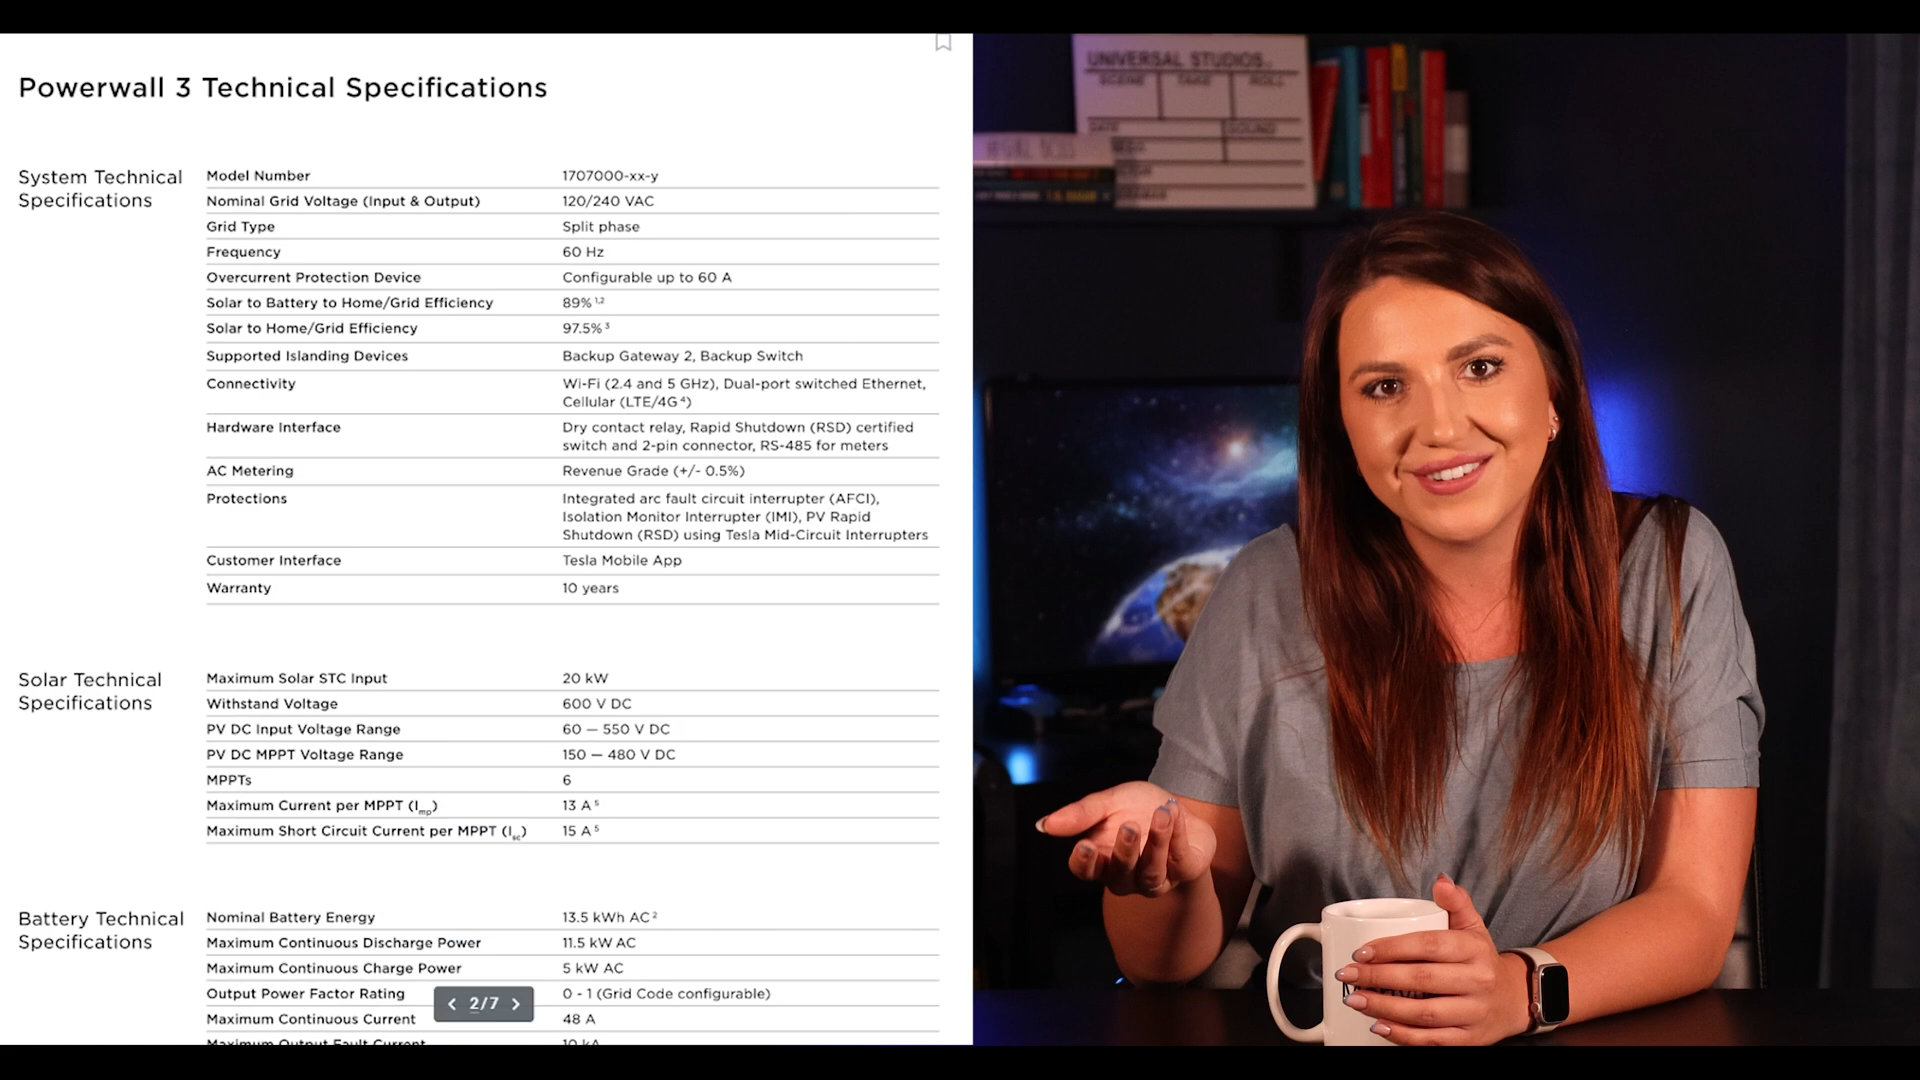 Powerwall 3 Technical Specifications
System Technical
Specifications
Model Number 1707000-xx-y
Nominal Grid Voltage (Input & Output) 120/240 VAC
Grid Type Split phase
Frequency 60 Hz
Overcurrent Protection Device Configurable up to 60 A
Solar to Battery to Home/Grid Efficiency 89% 1,2
Solar to Home/Grid Efficiency 97.5% 3
Supported Islanding Devices Backup Gateway 2, Backup Switch
Connectivity Wi-Fi (2.4 and 5 GHz), Dual-port switched Ethernet,
Cellular (LTE/4G 4)
Hardware Interface Dry contact relay, Rapid Shutdown (RSD) certified
switch and 2-pin connector, RS-485 for meters
AC Metering Revenue Grade (+/- 0.5%)
Protections Integrated arc fault circuit interrupter (AFCI),
Isolation Monitor Interrupter (IMI), PV Rapid
Shutdown (RSD) using Tesla Mid-Circuit Interrupters
Customer Interface Tesla Mobile App
Warranty 10 years
Solar Technical
Specifications
Maximum Solar STC Input 20 kW
Withstand Voltage 600 V DC
PV DC Input Voltage Range 60 — 550 V DC
PV DC MPPT Voltage Range 150 — 480 V DC
MPPTs 6
Maximum Current per MPPT (Imp) 13 A 5
Maximum Short Circuit Current per MPPT (Isc) 15 A 5
Battery Technical
Specifications
Nominal Battery Energy 13.5 kWh AC 2
Maximum Continuous Discharge Power 11.5 kW AC
Maximum Continuous Charge Power 5 kW AC
Output Power Factor Rating 0 - 1 (Grid Code configurable)
Maximum Continuous Current 48 A
Maximum Output Fault Current 10 kA
2/7
UNIVERSAL STUDIOS
SCENE TAKE ROLL
DATE SOUND